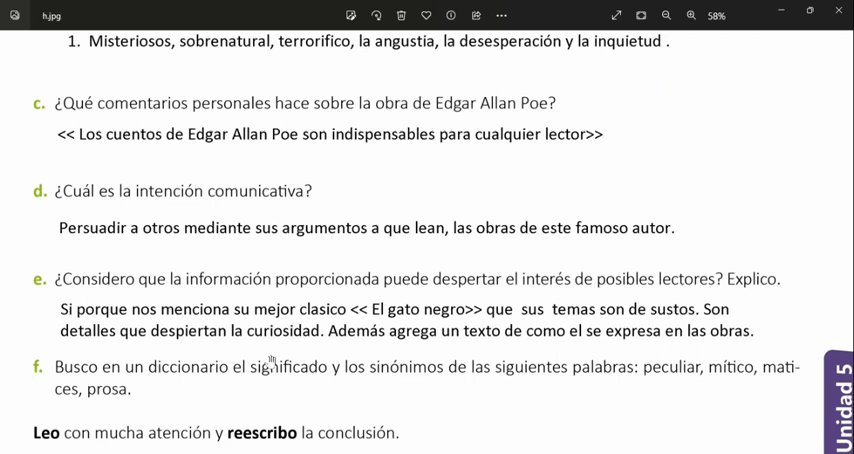 h.jpg
58%
1. Misteriosos, sobrenatural, terrorifico, la angustia, la desesperación y la inquietud .
c. ¿Qué comentarios personales hace sobre la obra de Edgar Allan Poe?
<< Los cuentos de Edgar Allan Poe son indispensables para cualquier lector>>
d. ¿Cuál es la intención comunicativa?
Persuadir a otros mediante sus argumentos a que lean, las obras de este famoso autor.
e. ¿Considero que la información proporcionada puede despertar el interés de posibles lectores? Explico.
Si porque nos menciona su mejor clasico << El gato negro>> que sus temas son de sustos. Son
detalles que despiertan la curiosidad. Además agrega un texto de como el se expresa en las obras.
f. Busco en un diccionario el significado y los sinónimos de las siguientes palabras: peculiar, mítico, mati-
ces, prosa.
Leo con mucha atención y reescribo la conclusión.
Unidad 5